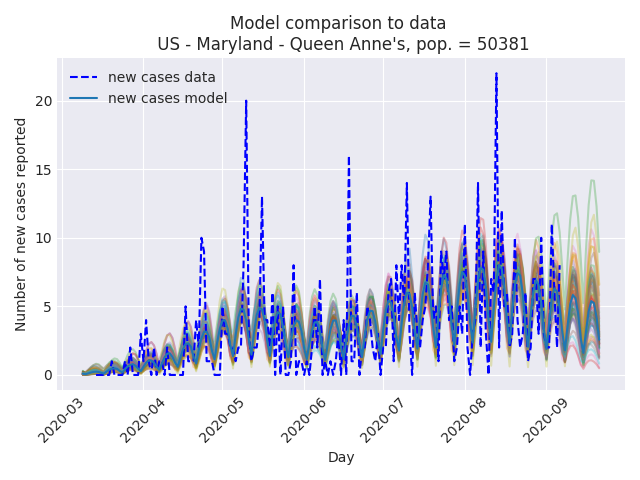 Model comparison to data
US - Maryland - Queen Anne's, pop. = 50381
new cases data
new cases model
Number of new cases reported
20
15
10
5
0
2020-03
2020-04
2020-05
2020-06
2020-07
2020-08
2020-09
Day